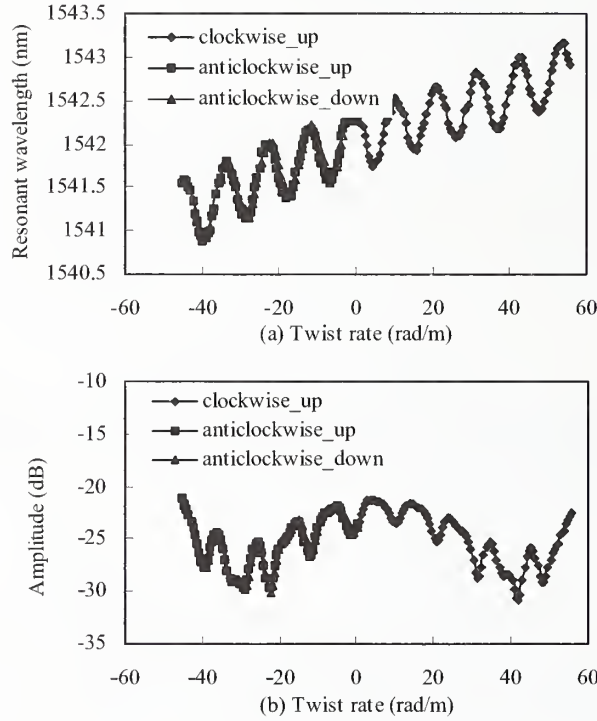 1543.5
1543
1542.5
1542
1541.5
1541
1540.5
Resonant wavelength (nm)
clockwise_up
anticlockwise_up
anticlockwise_down
-60 -40 -20 0 20 40 60
(a) Twist rate (rad/m)
-10
-15
-20
-25
-30
-35
Amplitude (dB)
clockwise_up
anticlockwise_up
anticlockwise_down
-60 -40 -20 0 20 40 60
(b) Twist rate (rad/m)